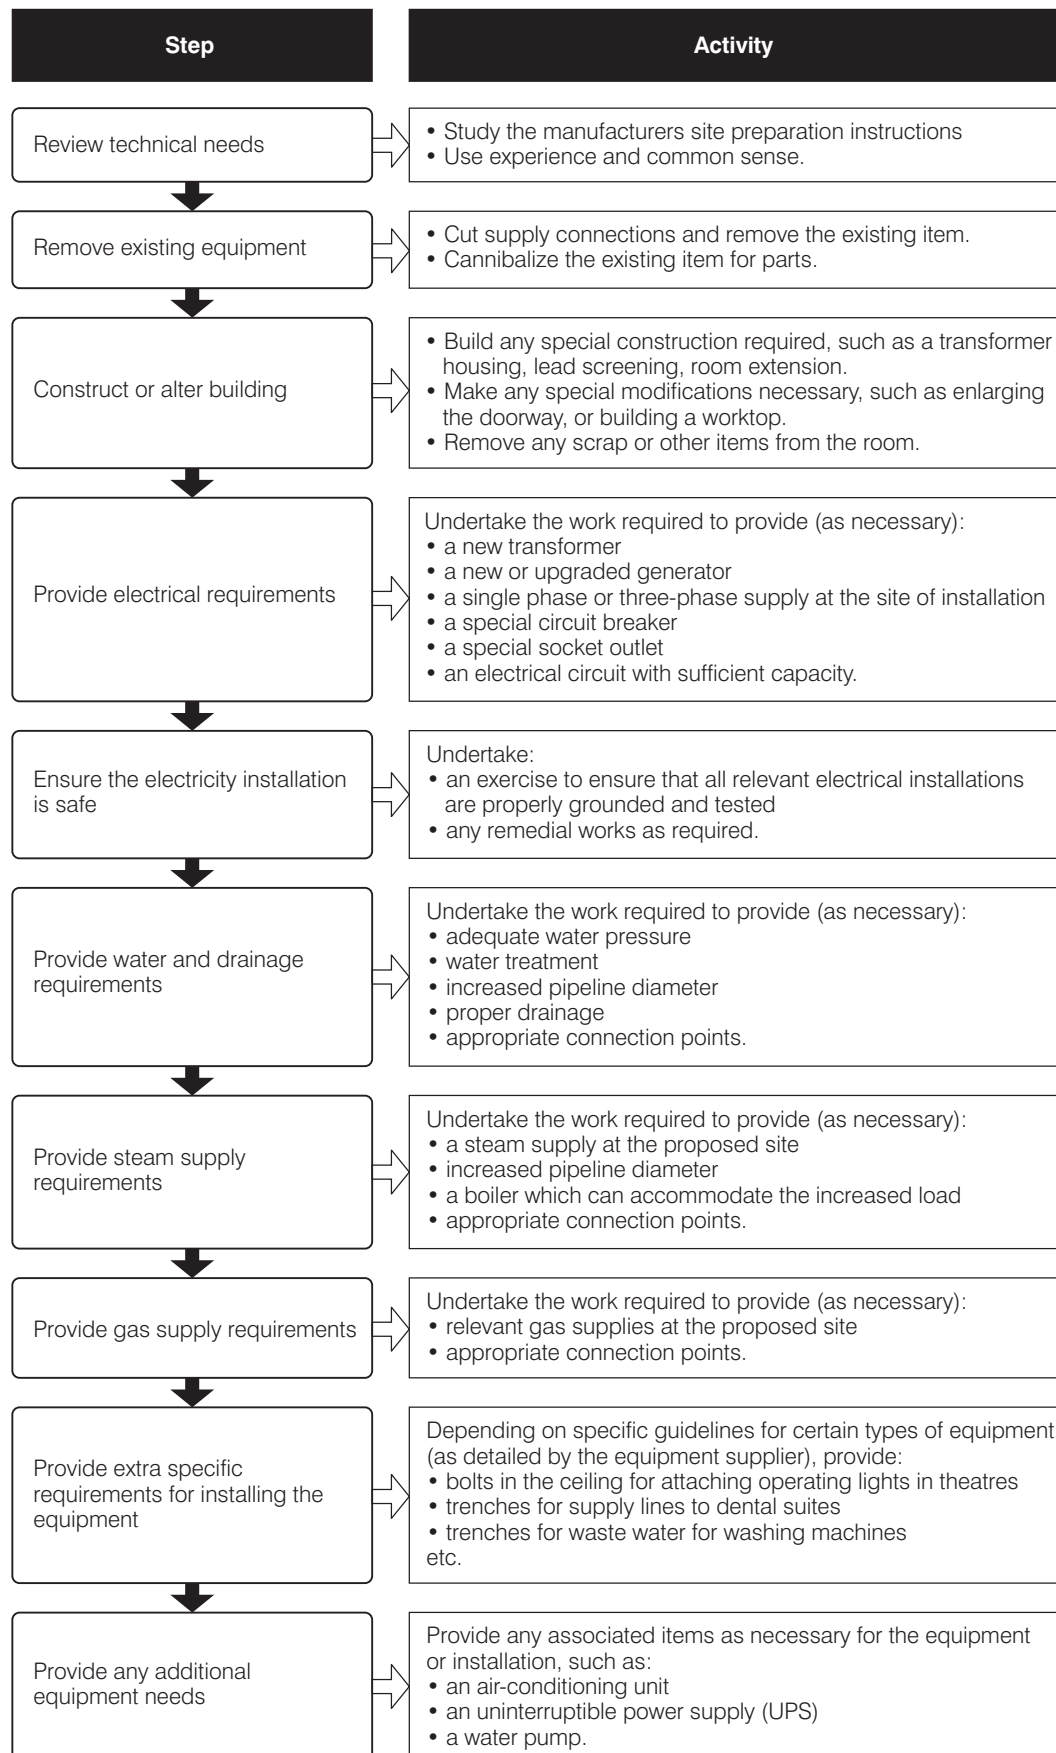 Step
Activity
Review technical needs
• Study the manufacturers site preparation instructions
• Use experience and common sense.
Remove existing equipment
• Cut supply connections and remove the existing item.
• Cannibalize the existing item for parts.
Construct or alter building
• Build any special construction required, such as a transformer
housing, lead screening, room extension.
• Make any special modifications necessary, such as enlarging
the doorway, or building a worktop.
• Remove any scrap or other items from the room.
Provide electrical requirements
Undertake the work required to provide (as necessary):
• a new transformer
• a new or upgraded generator
• a single phase or three-phase supply at the site of installation
• a special circuit breaker
• a special socket outlet
• an electrical circuit with sufficient capacity.
Ensure the electricity installation
is safe
Undertake:
• an exercise to ensure that all relevant electrical installations
are properly grounded and tested
• any remedial works as required.
Provide water and drainage
requirements
Undertake the work required to provide (as necessary):
• adequate water pressure
• water treatment
• increased pipeline diameter
• proper drainage
• appropriate connection points.
Provide steam supply
requirements
Undertake the work required to provide (as necessary):
• a steam supply at the proposed site
• increased pipeline diameter
• a boiler which can accommodate the increased load
• appropriate connection points.
Provide gas supply requirements
Undertake the work required to provide (as necessary):
• relevant gas supplies at the proposed site
• appropriate connection points.
Provide extra specific
requirements for installing the
equipment
Depending on specific guidelines for certain types of equipment
(as detailed by the equipment supplier), provide:
• bolts in the ceiling for attaching operating lights in theatres
• trenches for supply lines to dental suites
• trenches for waste water for washing machines
etc.
Provide any additional
equipment needs
Provide any associated items as necessary for the equipment
or installation, such as:
• an air-conditioning unit
• an uninterruptible power supply (UPS)
• a water pump.